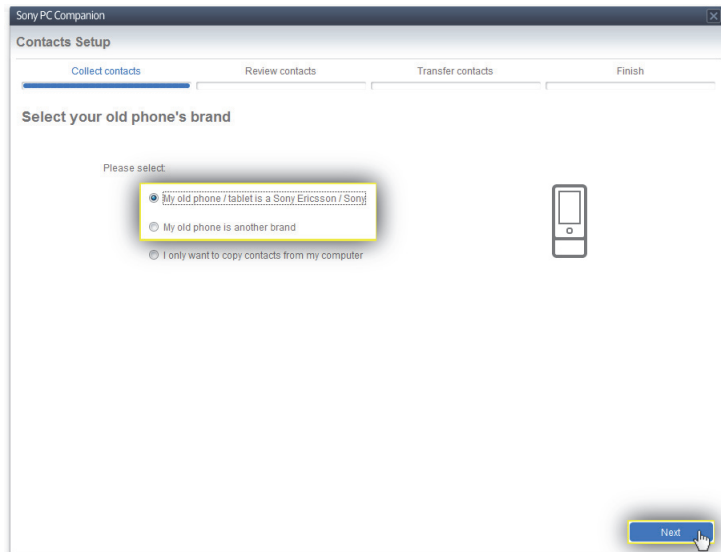 Sony PC Companion
Contacts Setup
Collect contacts Review contacts Transfer contacts Finish
Select your old phone's brand
Please select:
My old phone / tablet is a Sony Ericsson / Sony
My old phone is another brand
I only want to copy contacts from my computer
Next